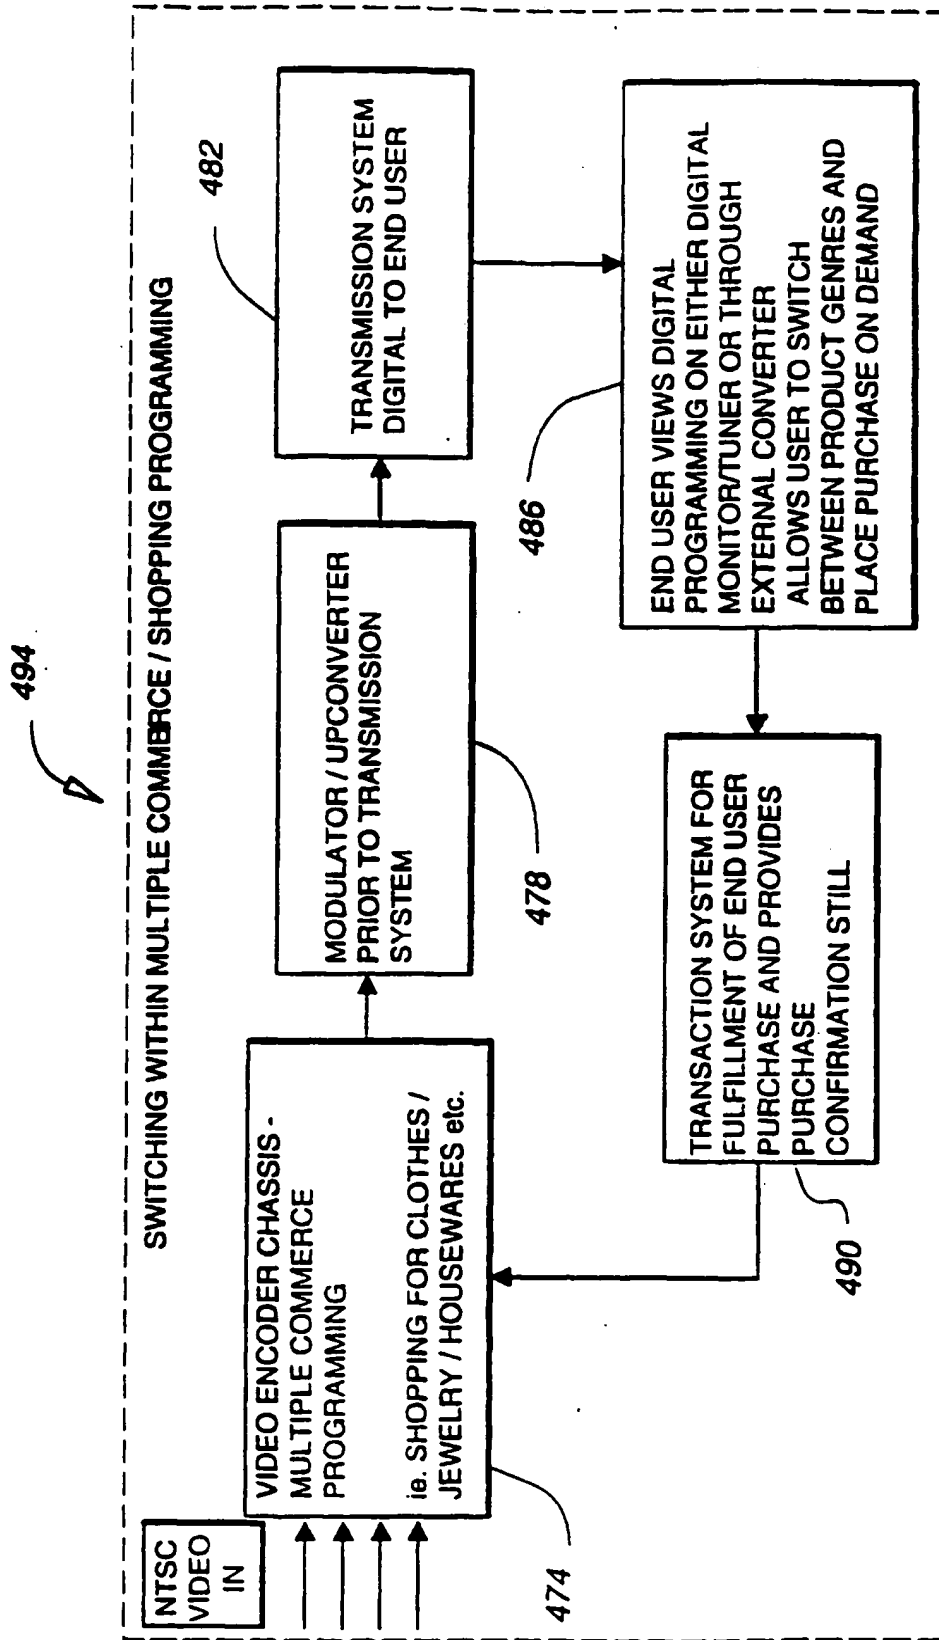 494
SWITCHING WITHIN MULTIPLE COMMERCE / SHOPPING PROGRAMMING
NTSC
VIDEO
IN
VIDEO ENCODER CHASSIS -
MULTIPLE COMMERCE
PROGRAMMING
ie. SHOPPING FOR CLOTHES /
JEWELRY / HOUSEWARES etc.
474
MODULATOR / UPCONVERTER
PRIOR TO TRANSMISSION
SYSTEM
478
TRANSMISSION SYSTEM
DIGITAL TO END USER
482
END USER VIEWS DIGITAL
PROGRAMMING ON EITHER DIGITAL
MONITOR/TUNER OR THROUGH
EXTERNAL CONVERTER
ALLOWS USER TO SWITCH
BETWEEN PRODUCT GENRES AND
PLACE PURCHASE ON DEMAND
486
TRANSACTION SYSTEM FOR
FULFILLMENT OF END USER
PURCHASE AND PROVIDES
PURCHASE
CONFIRMATION STILL
490